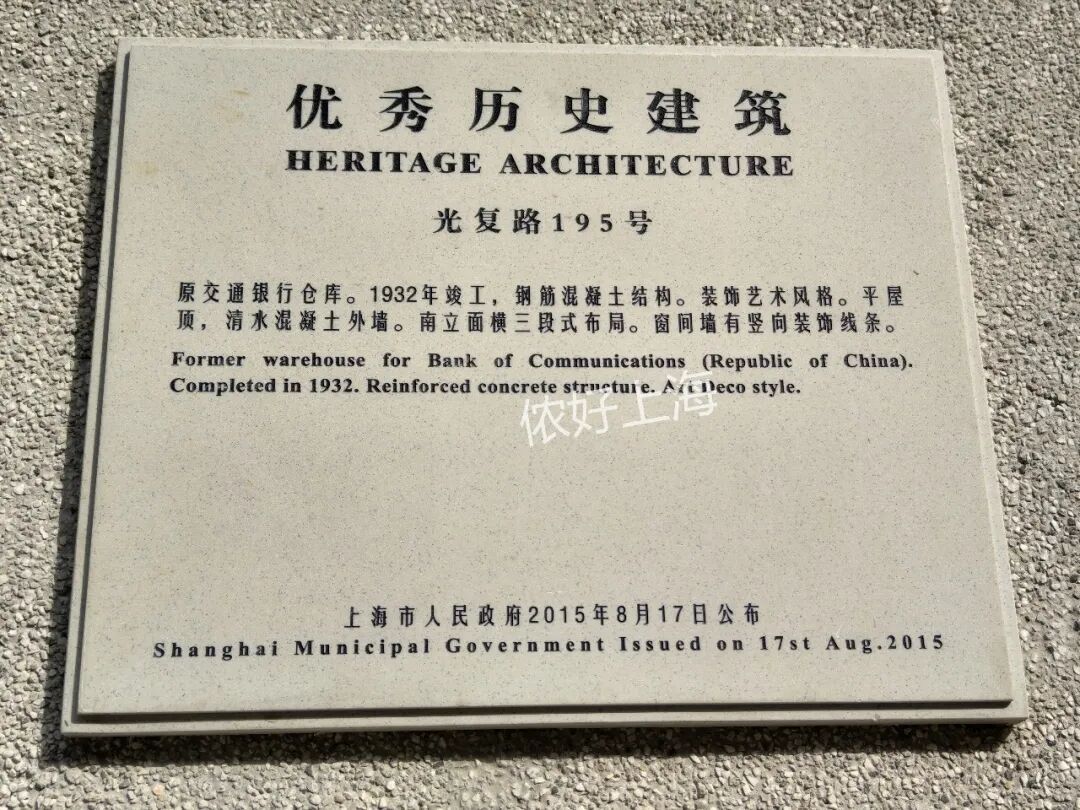 优秀历史建筑
HERITAGE ARCHITECTURE
光复路195号
原交通银行仓库。1932年竣工，钢筋混凝土结构。装饰艺术风格。平屋
顶，清水混凝土外墙。南立面横三段式布局。窗间墙有竖向装饰线条。
Former warehouse for Bank of Communications (Republic of China).
Completed in 1932. Reinforced concrete structure. Art Deco style.
侬好上海
上海市人民政府2015年8月17日公布
Shanghai Municipal Government Issued on 17st Aug.2015